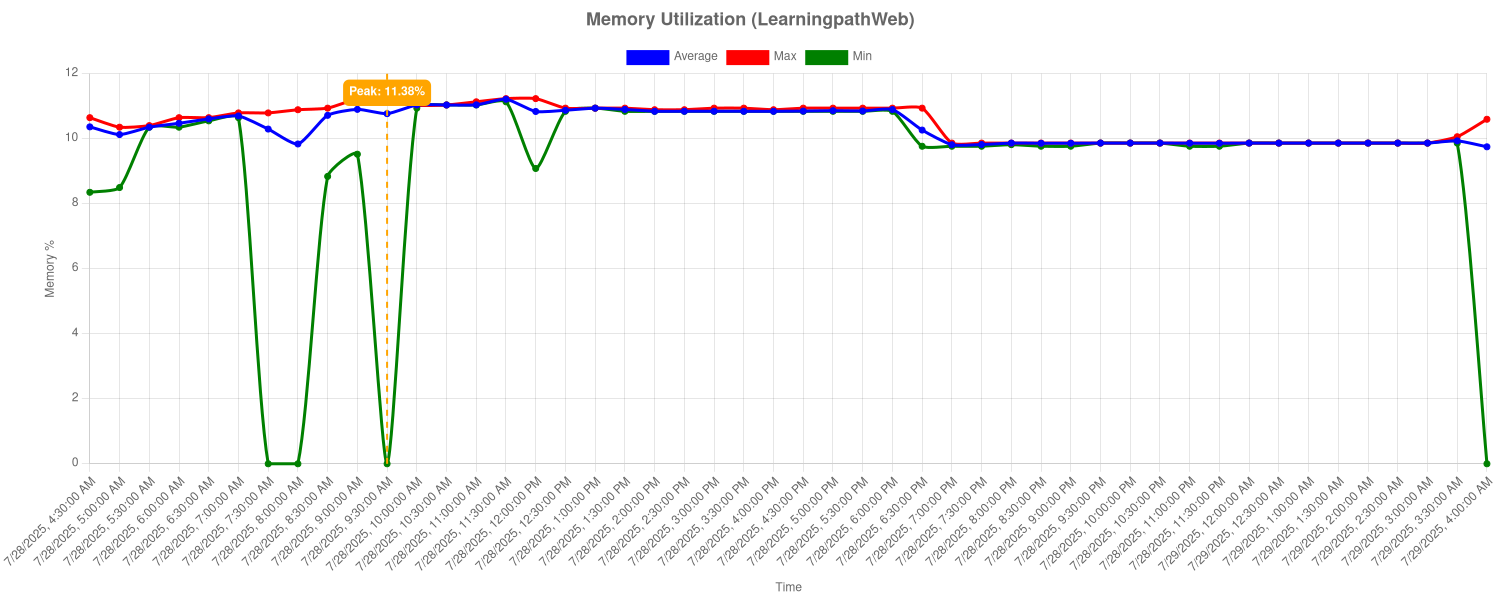 Memory Utilization (LearningpathWeb)
Average Max Min
Peak: 11.38%
12
10
8
6
4
2
0
Memory %
7/28/2025, 4:30:00 AM
7/28/2025, 5:00:00 AM
7/28/2025, 5:30:00 AM
7/28/2025, 6:00:00 AM
7/28/2025, 6:30:00 AM
7/28/2025, 7:00:00 AM
7/28/2025, 7:30:00 AM
7/28/2025, 8:00:00 AM
7/28/2025, 8:30:00 AM
7/28/2025, 9:00:00 AM
7/28/2025, 9:30:00 AM
7/28/2025, 10:00:00 AM
7/28/2025, 10:30:00 AM
7/28/2025, 11:00:00 AM
7/28/2025, 11:30:00 AM
7/28/2025, 12:00:00 PM
7/28/2025, 12:30:00 PM
7/28/2025, 1:00:00 PM
7/28/2025, 1:30:00 PM
7/28/2025, 2:00:00 PM
7/28/2025, 2:30:00 PM
7/28/2025, 3:00:00 PM
7/28/2025, 3:30:00 PM
7/28/2025, 4:00:00 PM
7/28/2025, 4:30:00 PM
7/28/2025, 5:00:00 PM
7/28/2025, 5:30:00 PM
7/28/2025, 6:00:00 PM
7/28/2025, 6:30:00 PM
7/28/2025, 7:00:00 PM
7/28/2025, 7:30:00 PM
7/28/2025, 8:00:00 PM
7/28/2025, 8:30:00 PM
7/28/2025, 9:00:00 PM
7/28/2025, 9:30:00 PM
7/28/2025, 10:00:00 PM
7/28/2025, 10:30:00 PM
7/28/2025, 11:00:00 PM
7/28/2025, 11:30:00 PM
7/29/2025, 12:00:00 AM
7/29/2025, 12:30:00 AM
7/29/2025, 1:00:00 AM
7/29/2025, 1:30:00 AM
7/29/2025, 2:00:00 AM
7/29/2025, 2:30:00 AM
7/29/2025, 3:00:00 AM
7/29/2025, 3:30:00 AM
7/29/2025, 4:00:00 AM
Time